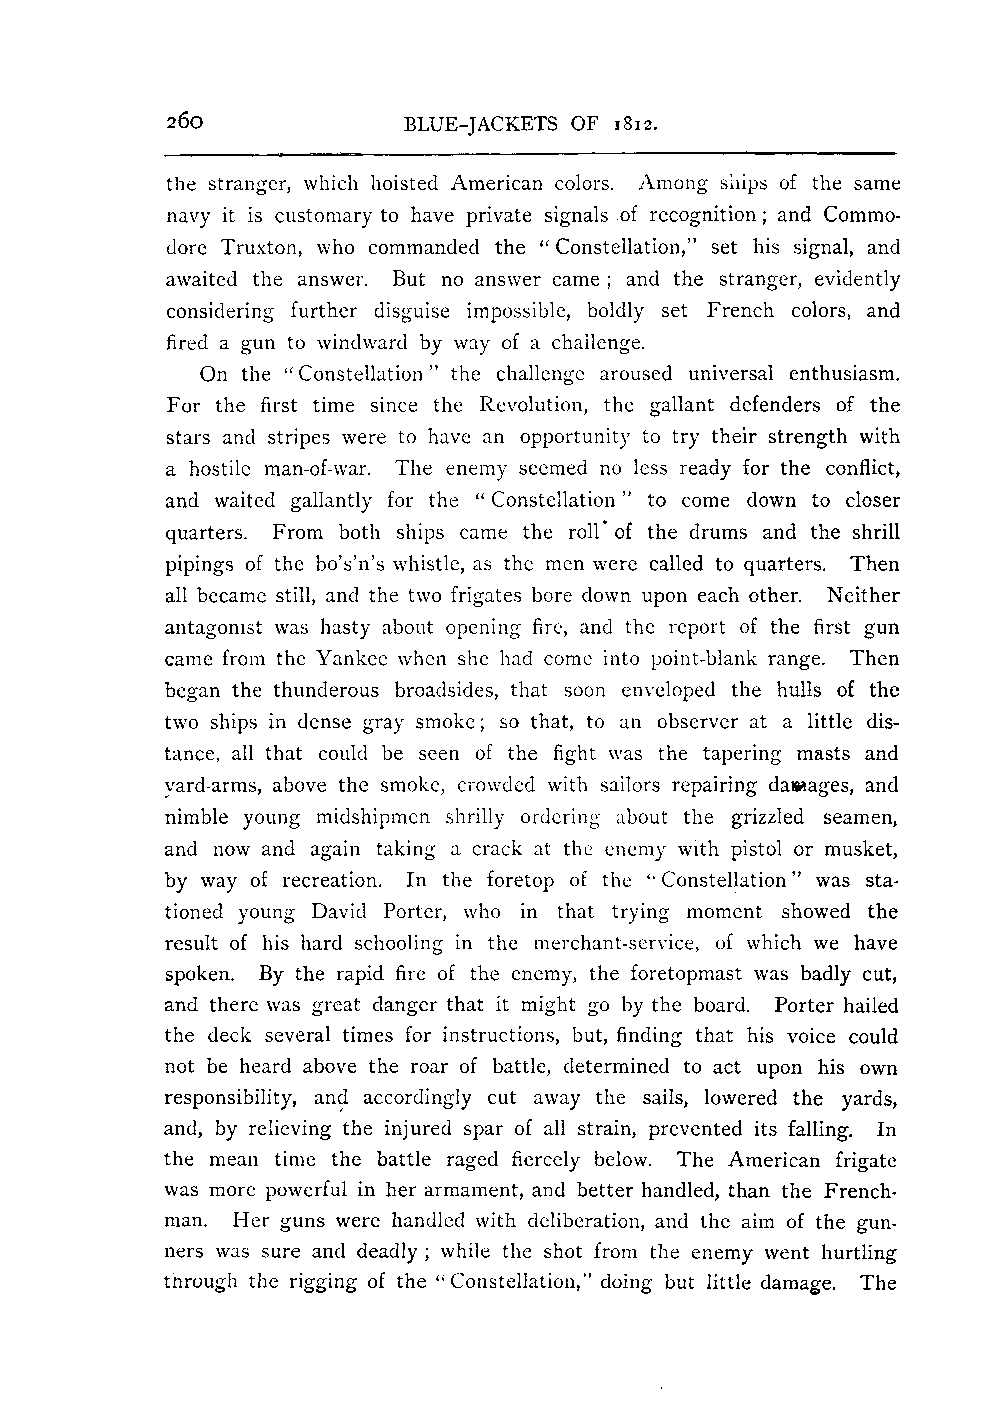 260 BLUE-JACKETS OF 1812.
the stranger, which hoisted American colors. Among ships of the same
navy it is customary to have private signals of recognition; and Commo-
dore Truxton, who commanded the "Constellation," set his signal, and
awaited the answer. But no answer came; and the stranger, evidently
considering further disguise impossible, boldly set French colors, and
fired a gun to windward by way of a challenge.
On the "Constellation" the challenge aroused universal enthusiasm.
For the first time since the Revolution, the gallant defenders of the
stars and stripes were to have an opportunity to try their strength with
a hostile man-of-war. The enemy seemed no less ready for the conflict,
and waited gallantly for the "Constellation" to come down to closer
quarters. From both ships came the roll of the drums and the shrill
pipings of the bo's'n's whistle, as the men were called to quarters. Then
all became still, and the two frigates bore down upon each other. Neither
antagonist was hasty about opening fire, and the report of the first gun
came from the Yankee when she had come into point-blank range. Then
began the thunderous broadsides, that soon enveloped the hulls of the
two ships in dense gray smoke; so that, to an observer at a little dis-
tance, all that could be seen of the fight was the tapering masts and
yard-arms, above the smoke, crowded with sailors repairing damages, and
nimble young midshipmen shrilly ordering about the grizzled seamen,
and now and again taking a crack at the enemy with pistol or musket,
by way of recreation. In the foretop of the "Constellation" was sta-
tioned young David Porter, who in that trying moment showed the
result of his hard schooling in the merchant-service, of which we have
spoken. By the rapid fire of the enemy, the foretopmast was badly cut,
and there was great danger that it might go by the board. Porter hailed
the deck several times for instructions, but, finding that his voice could
not be heard above the roar of battle, determined to act upon his own
responsibility, and accordingly cut away the sails, lowered the yards,
and, by relieving the injured spar of all strain, prevented its falling. In
the mean time the battle raged fiercely below. The American frigate
was more powerful in her armament, and better handled, than the French-
man. Her guns were handled with deliberation, and the aim of the gun-
ners was sure and deadly; while the shot from the enemy went hurtling
through the rigging of the "Constellation," doing but little damage. The